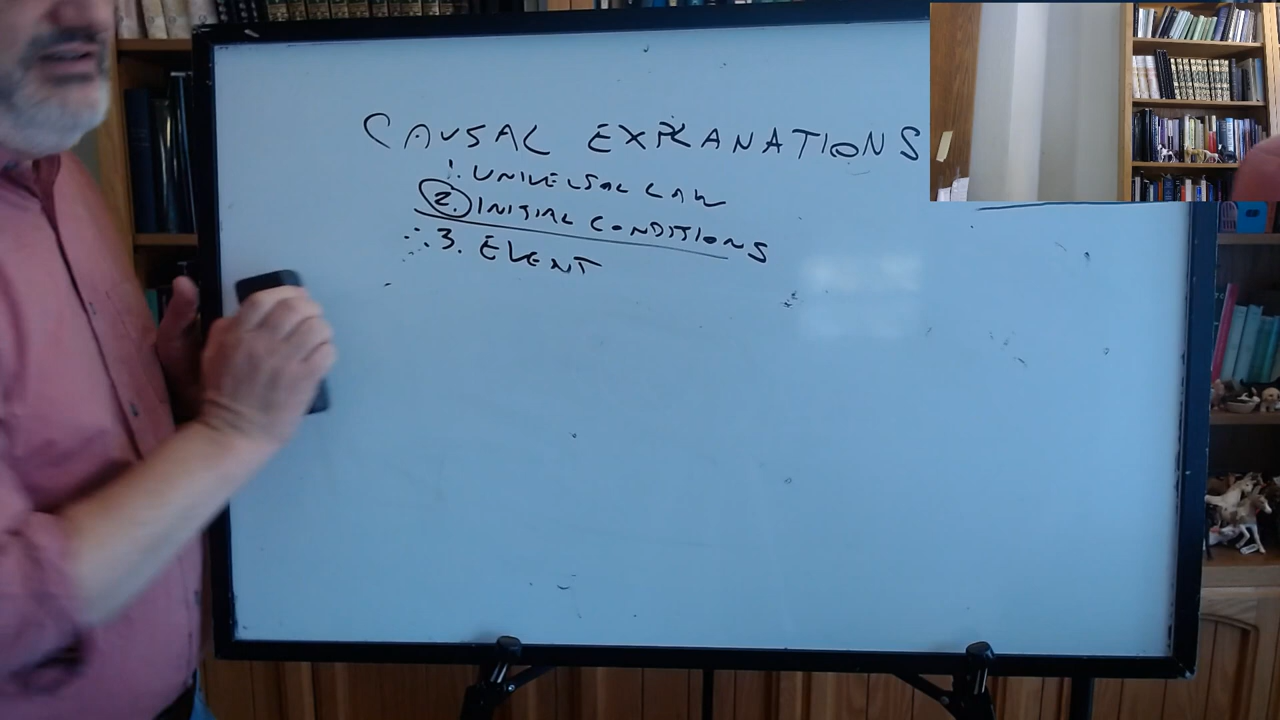 CAUSAL EXPLANATIONS
1. UNIVERSAL LAW
2. INITIAL CONDITIONS
∴ 3. EVENT